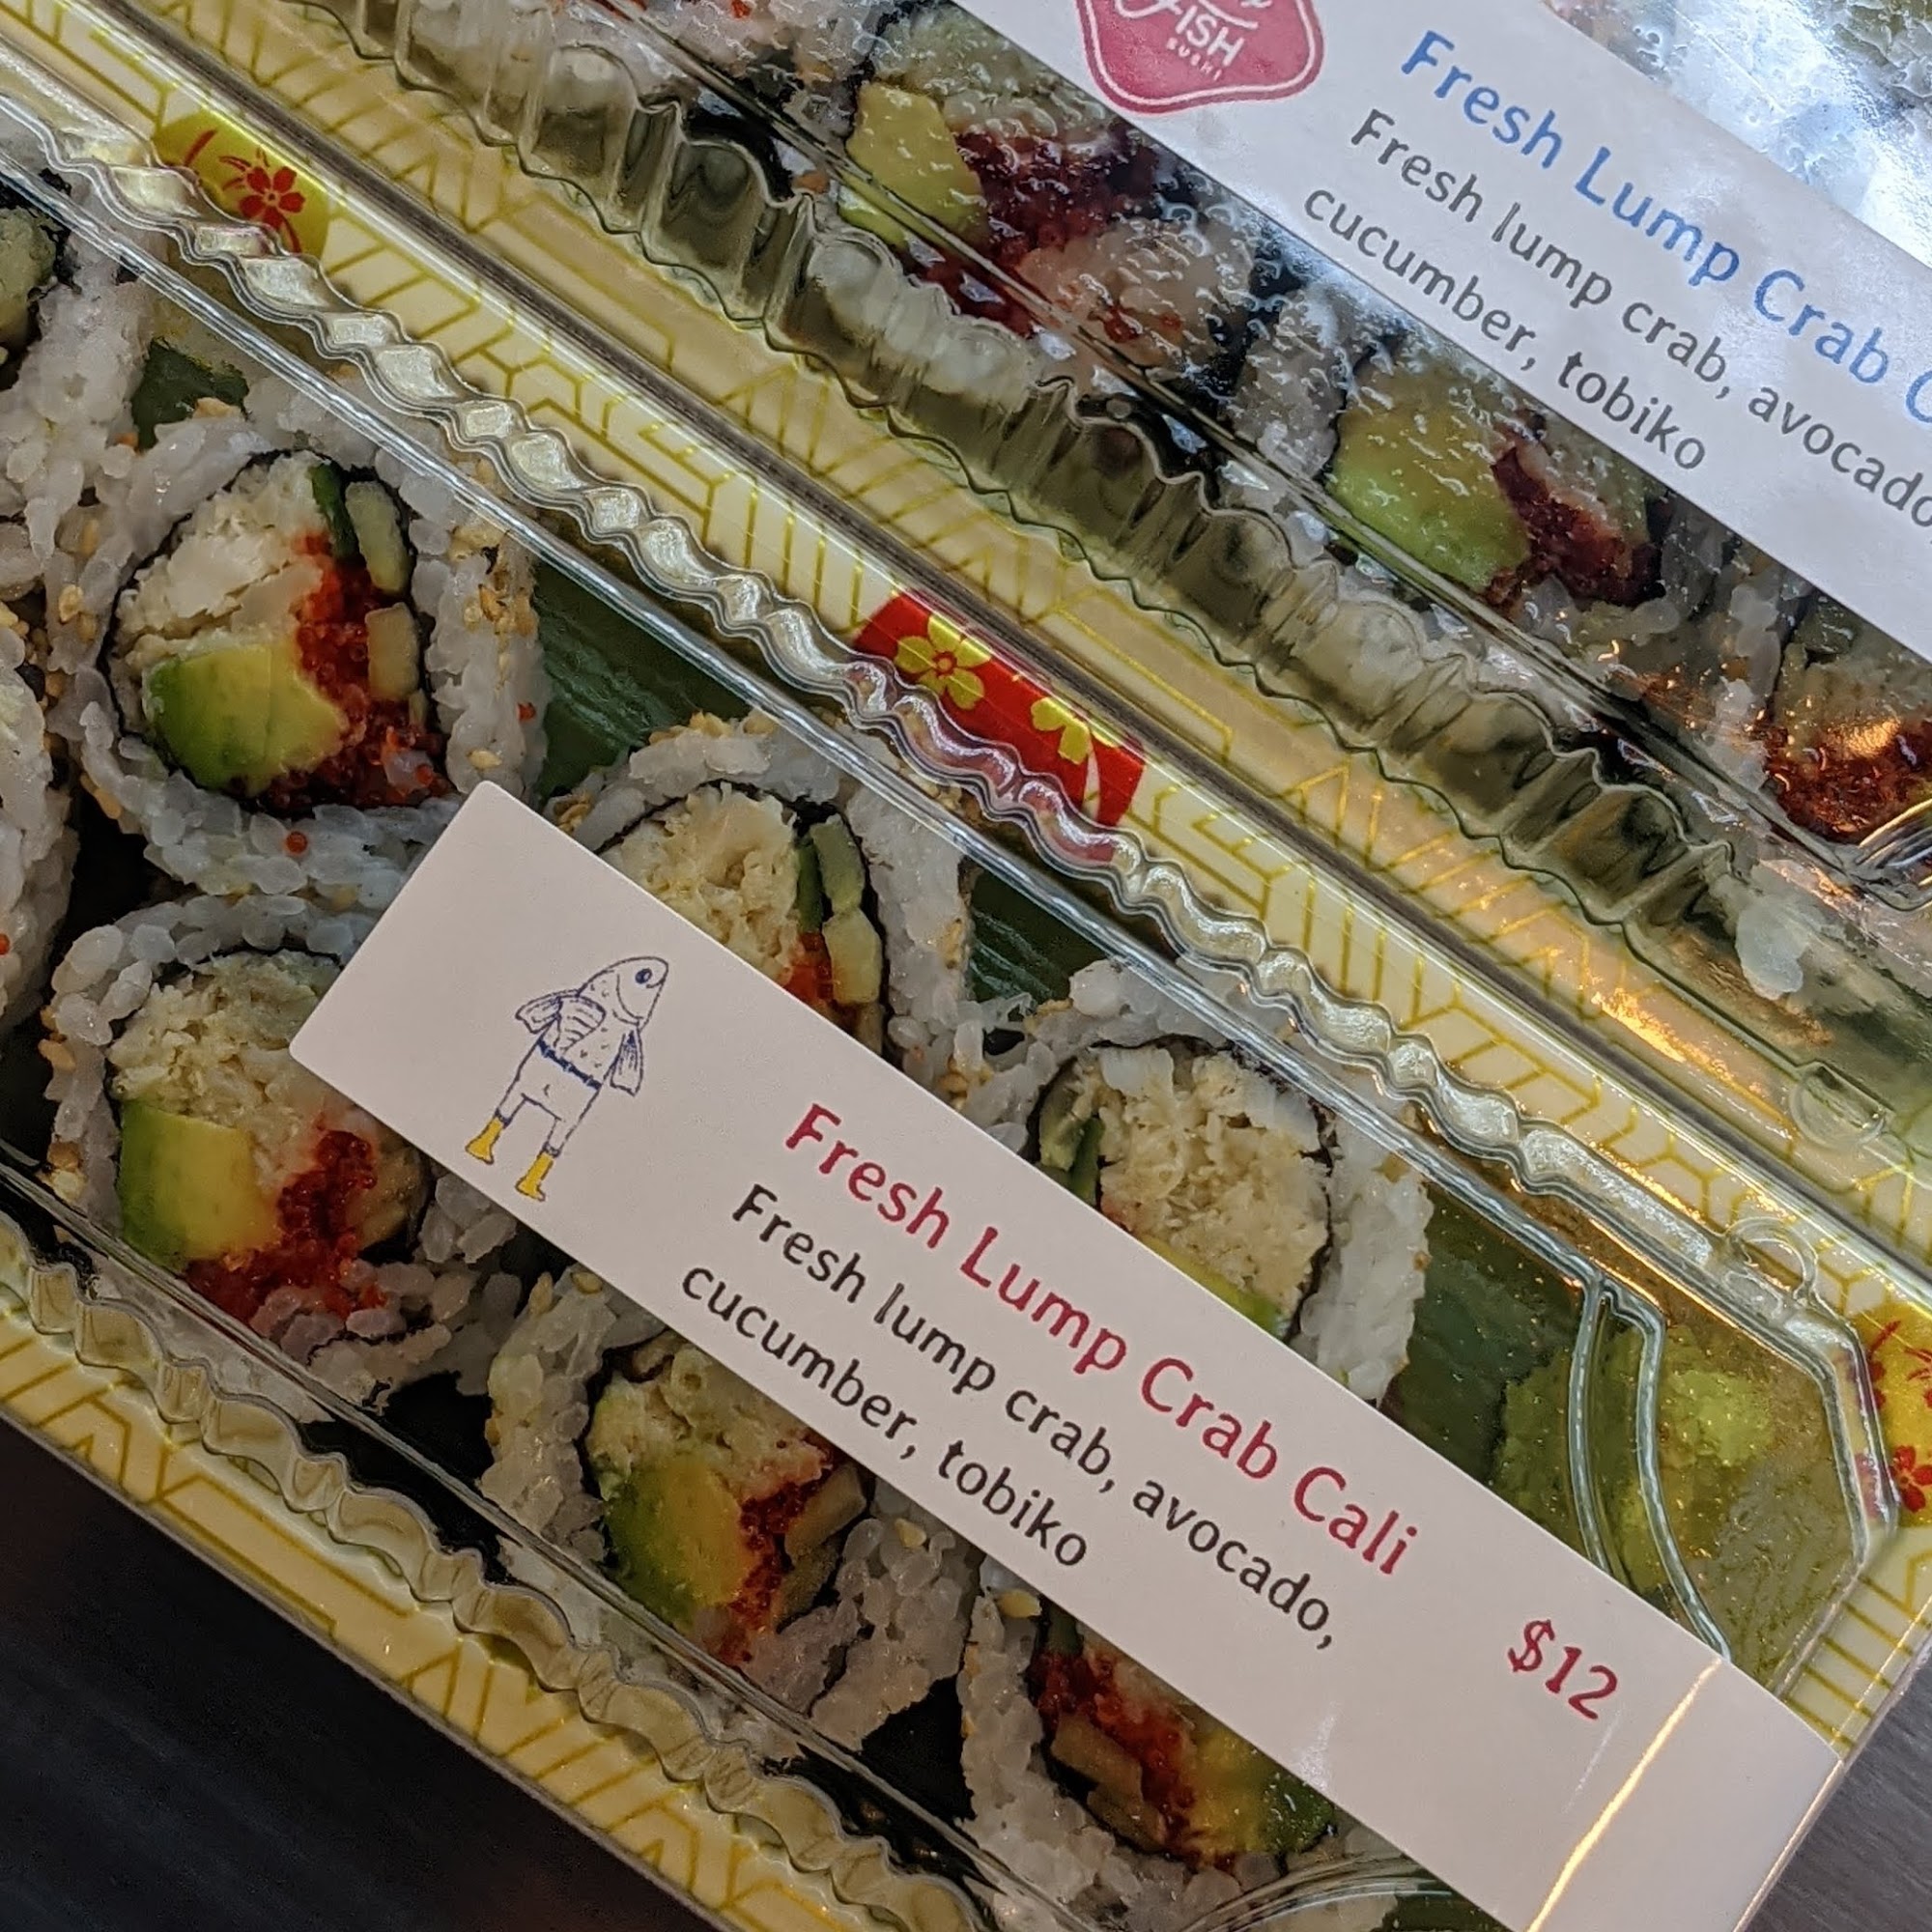 FISH
SUSHI
Fresh Lump Crab
Fresh lump crab, avocado,
cucumber, tobiko
Fresh Lump Crab Cali
Fresh lump crab, avocado,
cucumber, tobiko
$12